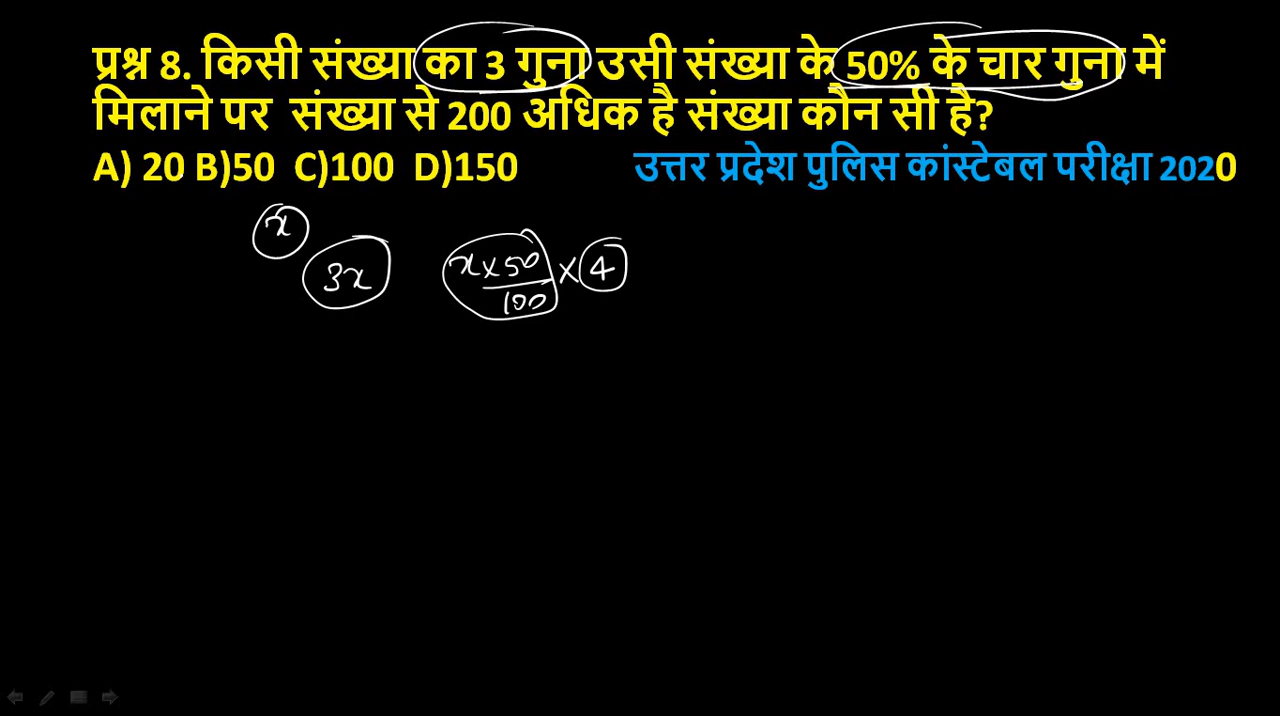 प्रश्न 8. किसी संख्या का 3 गुना उसी संख्या के 50% के चार गुना में
मिलाने पर संख्या से 200 अधिक है संख्या कौन सी है?
A) 20 B)50 C)100 D)150 उत्तर प्रदेश पुलिस कांस्टेबल परीक्षा 2020
x
3x x×50 × 4
100